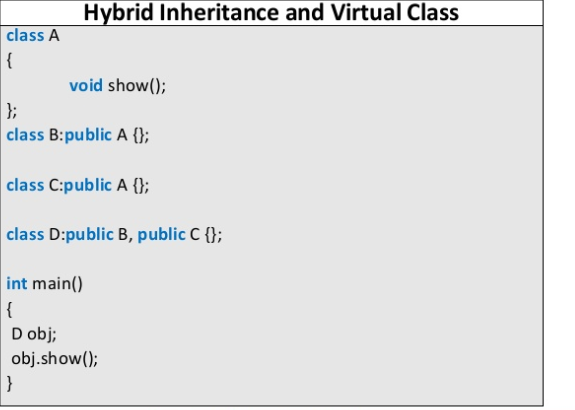 Hybrid Inheritance and Virtual Class
class A
{
void show();
};
class B:public A {};
class C:public A {};
class D:public B, public C {};
int main()
{
D obj;
obj.show();
}